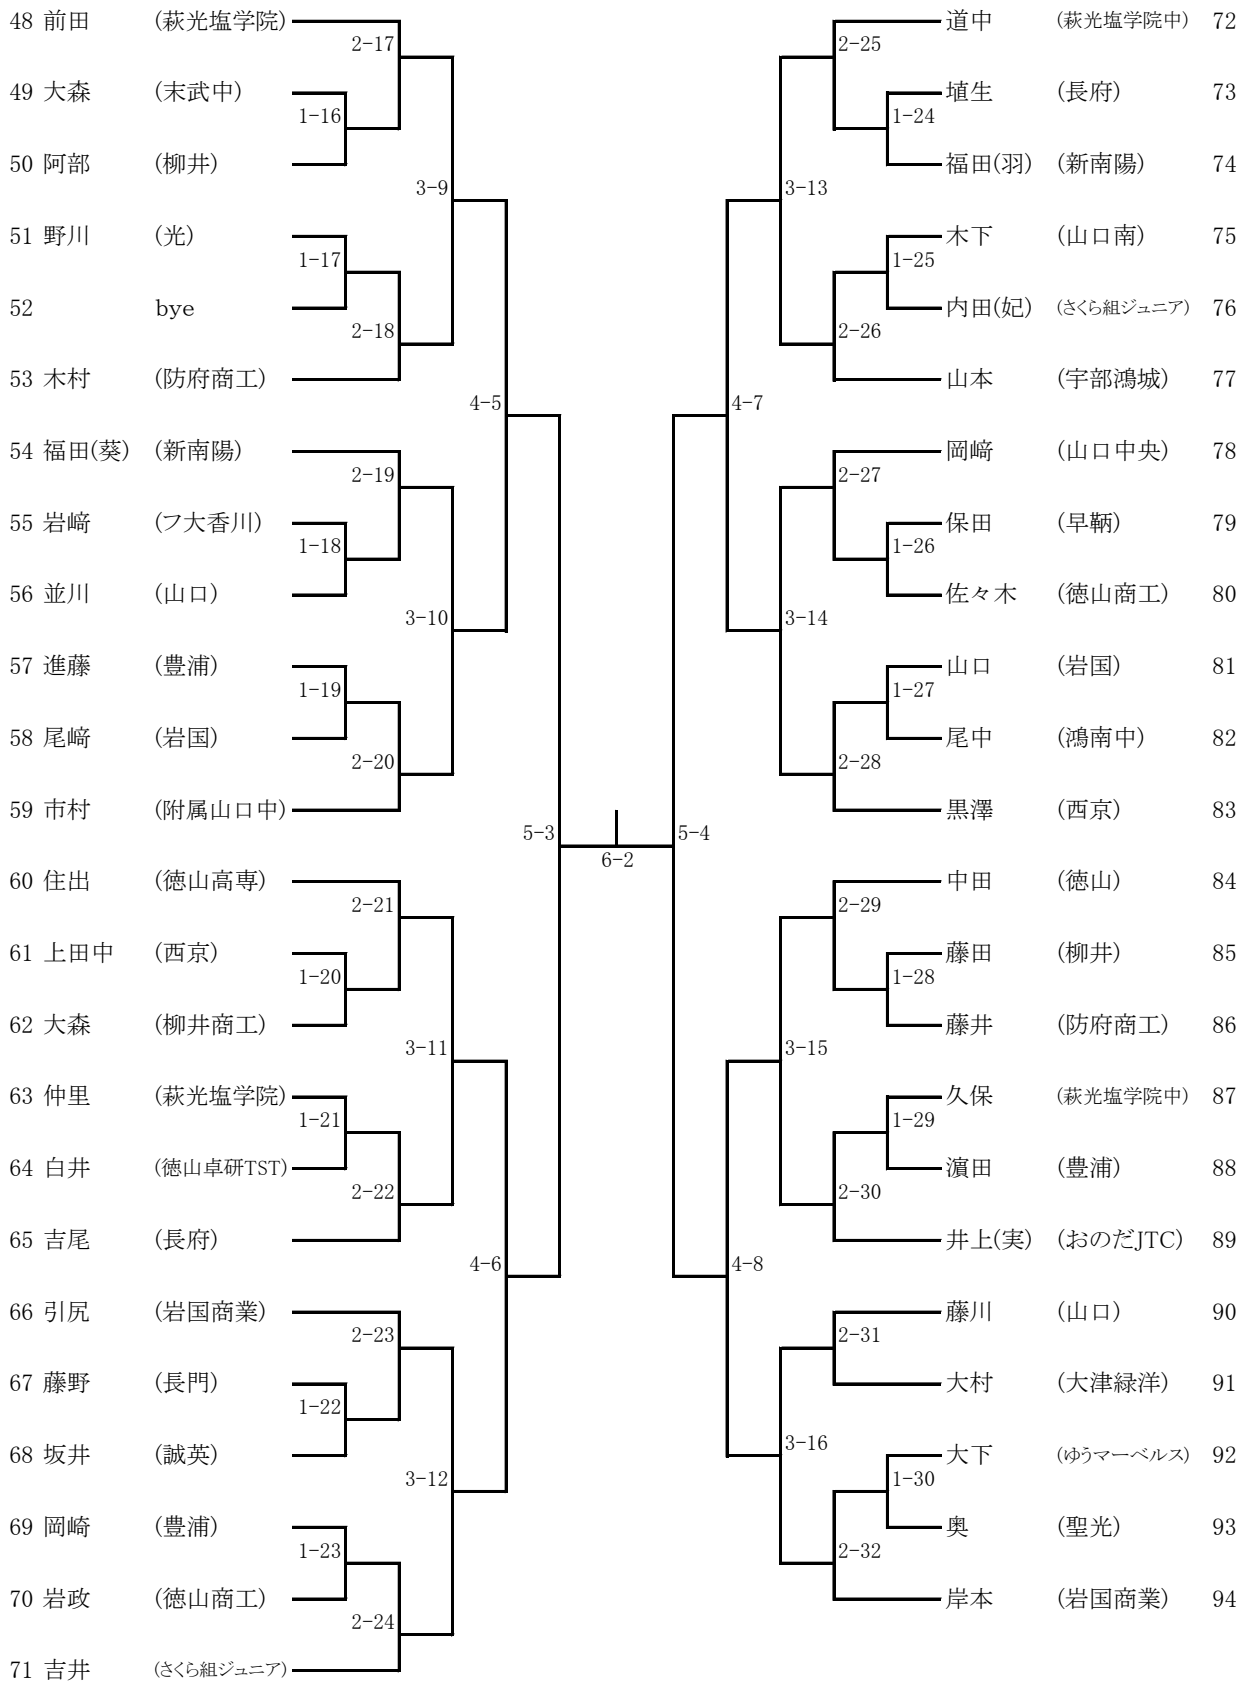 48 前田 (萩光塩学院)
2-17
49 大森 (末武中)
1-16
50 阿部 (柳井)
3-9
51 野川 (光)
1-17
52 bye
2-18
53 木村 (防府商工)
4-5
54 福田(葵) (新南陽)
2-19
55 岩﨑 (フ大香川)
1-18
56 並川 (山口)
3-10
57 進藤 (豊浦)
1-19
58 尾﨑 (岩国)
2-20
59 市村 (附属山口中)
5-3
60 住出 (徳山高専)
2-21
61 上田中 (西京)
1-20
62 大森 (柳井商工)
3-11
63 仲里 (萩光塩学院)
1-21
64 白井 (徳山卓研TST)
2-22
65 吉尾 (長府)
4-6
66 引尻 (岩国商業)
2-23
67 藤野 (長門)
1-22
68 坂井 (誠英)
3-12
69 岡崎 (豊浦)
1-23
70 岩政 (徳山商工)
2-24
71 吉井 (さくら組ジュニア)
6-2
道中 (萩光塩学院中) 72
2-25
埴生 (長府) 73
1-24
福田(羽) (新南陽) 74
3-13
木下 (山口南) 75
1-25
内田(妃) (さくら組ジュニア) 76
2-26
山本 (宇部鴻城) 77
4-7
岡﨑 (山口中央) 78
2-27
保田 (早鞆) 79
1-26
佐々木 (徳山商工) 80
3-14
山口 (岩国) 81
1-27
尾中 (鴻南中) 82
2-28
黒澤 (西京) 83
5-4
中田 (徳山) 84
2-29
藤田 (柳井) 85
1-28
藤井 (防府商工) 86
3-15
久保 (萩光塩学院中) 87
1-29
濵田 (豊浦) 88
2-30
井上(実) (おのだJTC) 89
4-8
藤川 (山口) 90
2-31
大村 (大津緑洋) 91
3-16
大下 (ゆうマーベルス) 92
1-30
奥 (聖光) 93
2-32
岸本 (岩国商業) 94